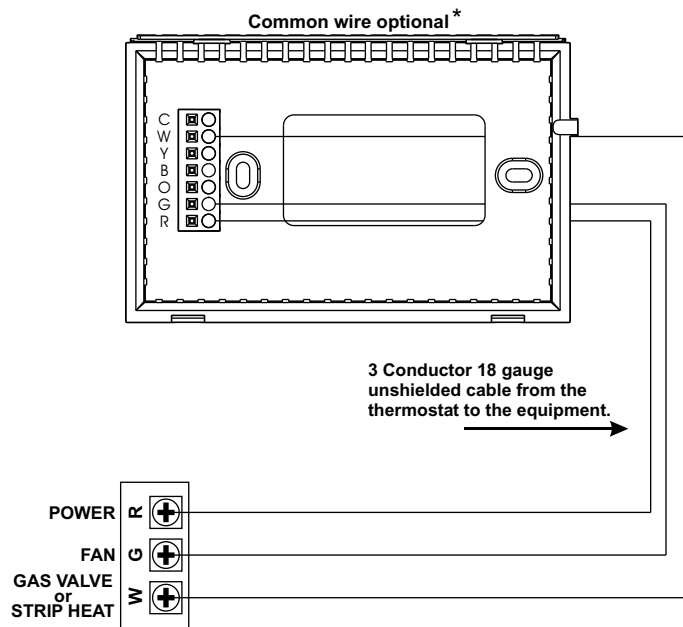 Common wire optional*
C
W
Y
B
O
G
R
3 Conductor 18 gauge
unshielded cable from the
thermostat to the equipment.
POWER R
FAN G
GAS VALVE
or
STRIP HEAT
W